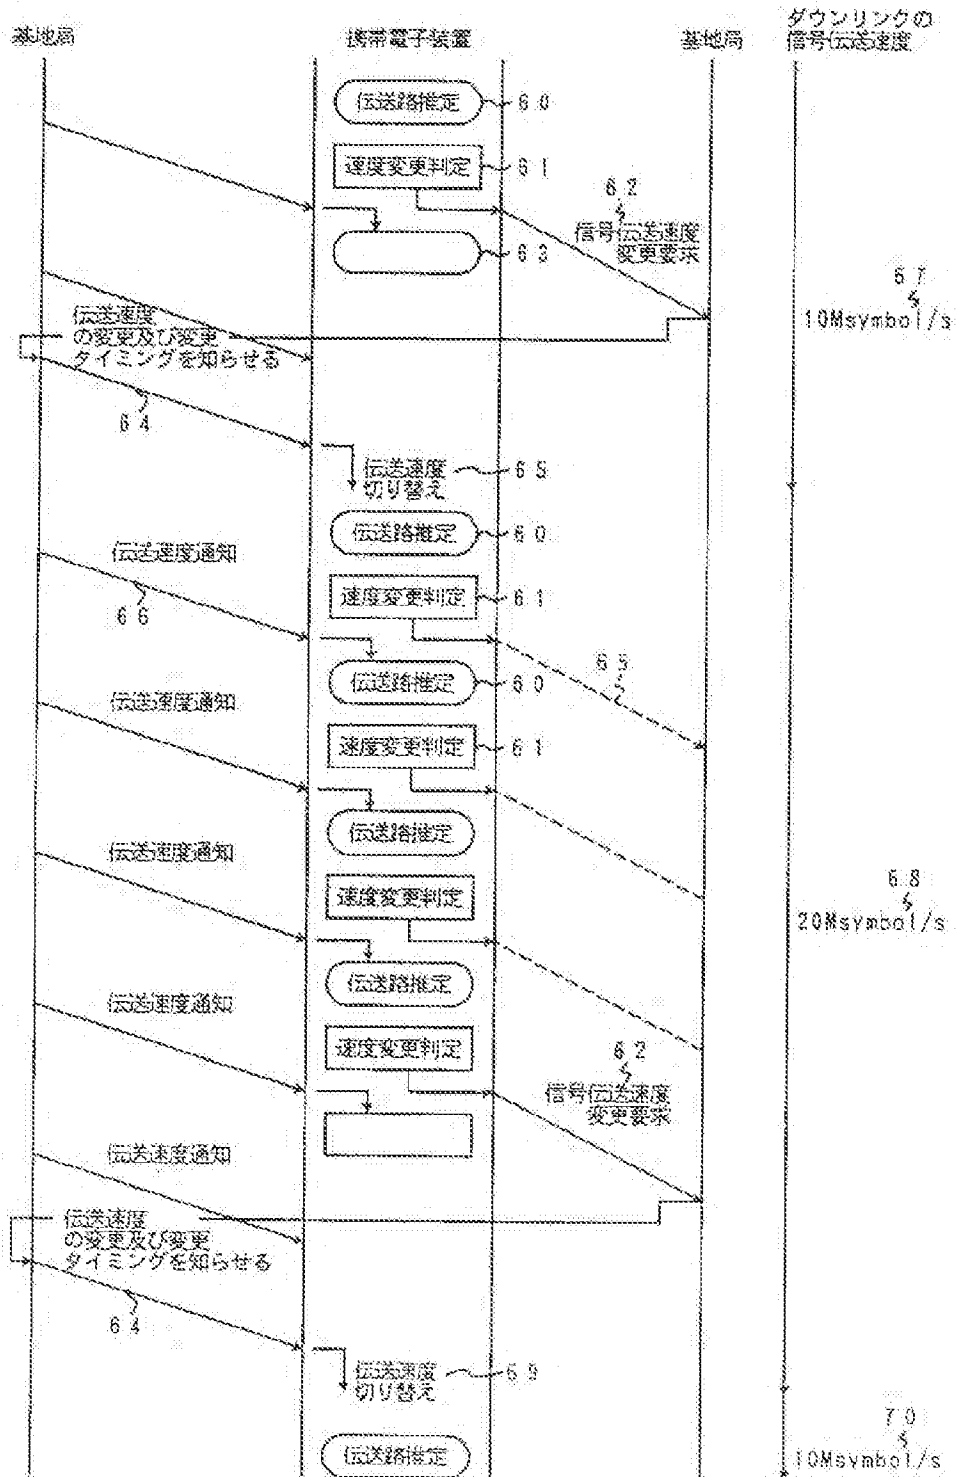 基地局
携帯電子装置
基地局
ダウンリンクの
信号伝送速度
伝送路推定
60
速度変更判定
61
62
信号伝送速度
変更要求
63
67
10Msymbol/s
伝送速度
の変更及び変更
タイミングを知らせる
64
伝送速度
切り替え
65
伝送路推定
60
伝送速度通知
66
速度変更判定
61
65
伝送路推定
60
伝送速度通知
速度変更判定
61
伝送路推定
伝送速度通知
速度変更判定
68
20Msymbol/s
伝送路推定
伝送速度通知
速度変更判定
62
信号伝送速度
変更要求
伝送速度通知
伝送速度
の変更及び変更
タイミングを知らせる
64
伝送速度
切り替え
69
70
10Msymbol/s
伝送路推定